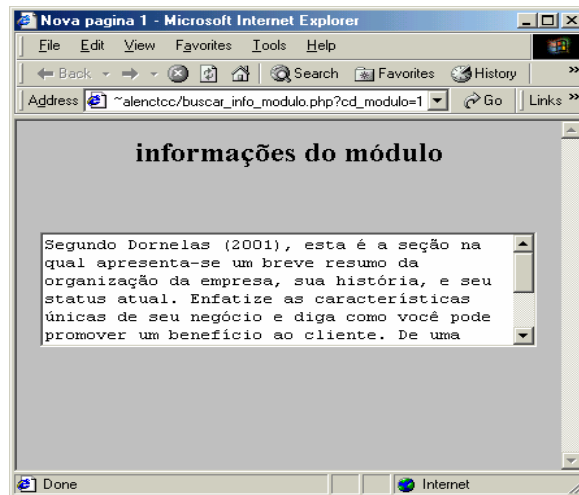 Nova pagina 1 - Microsoft Internet Explorer
File Edit View Favorites Tools Help
Back Search Favorites History »
Address ~alenctcc/buscar_info_modulo.php?cd_modulo=1 Go Links »
informações do módulo
Segundo Dornelas (2001), esta é a seção na
qual apresenta-se um breve resumo da
organização da empresa, sua história, e seu
status atual. Enfatize as características
únicas de seu negócio e diga como você pode
promover um benefício ao cliente. De uma
Done Internet